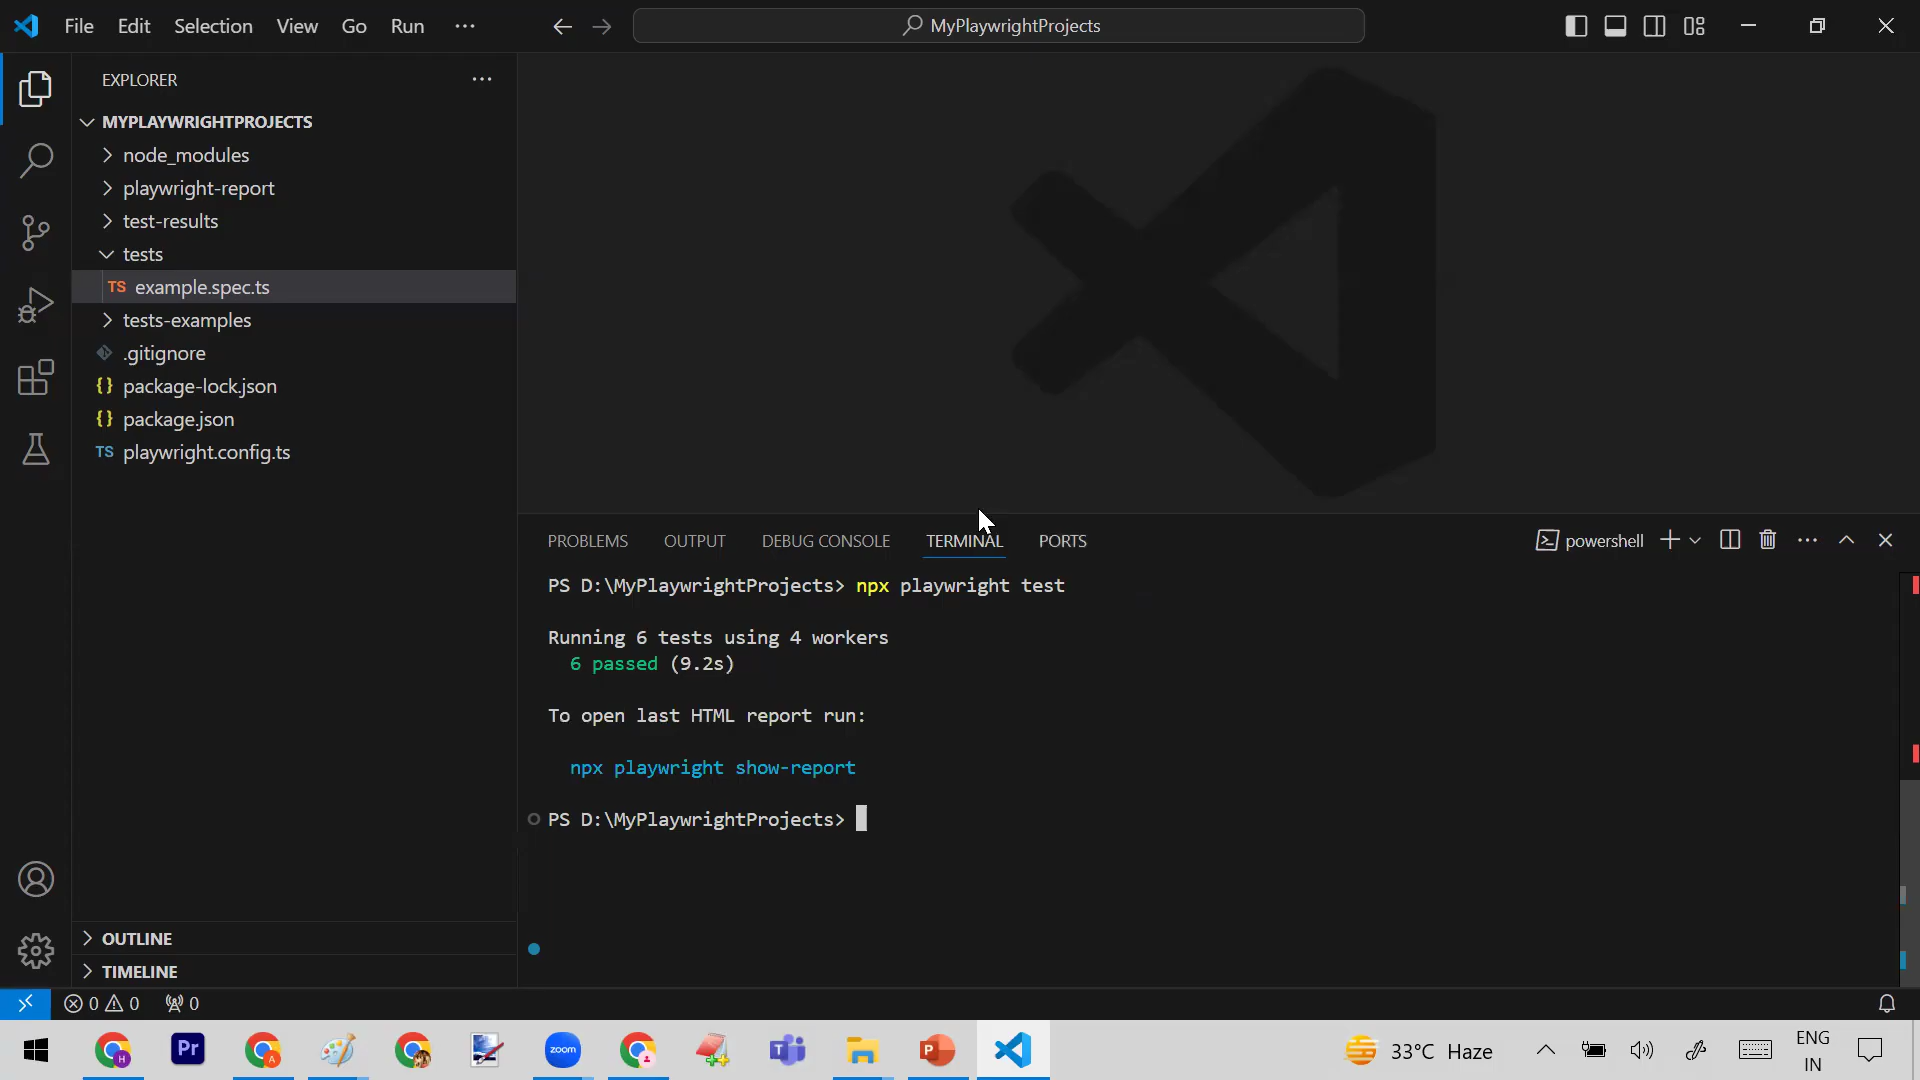 File Edit Selection View Go Run ...
MyPlaywrightProjects
EXPLORER
MYPLAYWRIGHTPROJECTS
node_modules
playwright-report
test-results
tests
TS example.spec.ts
tests-examples
.gitignore
{} package-lock.json
{} package.json
TS playwright.config.ts
OUTLINE
TIMELINE
PROBLEMS OUTPUT DEBUG CONSOLE TERMINAL PORTS
powershell
PS D:\MyPlaywrightProjects> npx playwright test
Running 6 tests using 4 workers
6 passed (9.2s)
To open last HTML report run:
npx playwright show-report
PS D:\MyPlaywrightProjects>
0 0 0
Pr
H
A
zoom
T
P
33°C Haze
ENG
IN